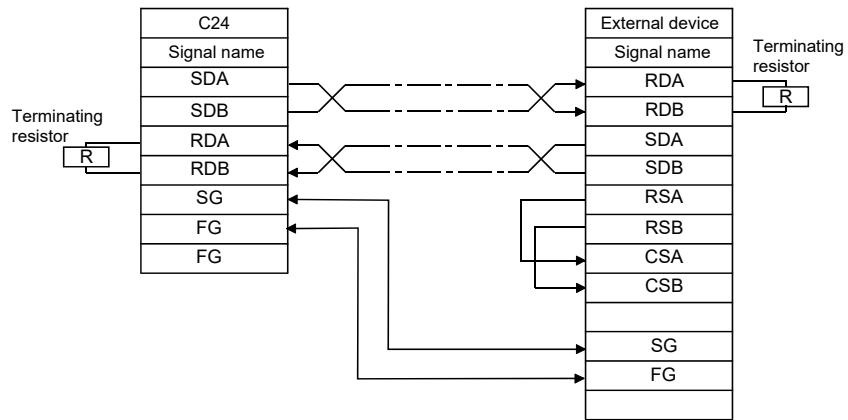 C24
Signal name
SDA
SDB
RDA
RDB
SG
FG
FG
Terminating
resistor
R
External device
Signal name
RDA
RDB
SDA
SDB
RSA
RSB
CSA
CSB
SG
FG
Terminating
resistor
R